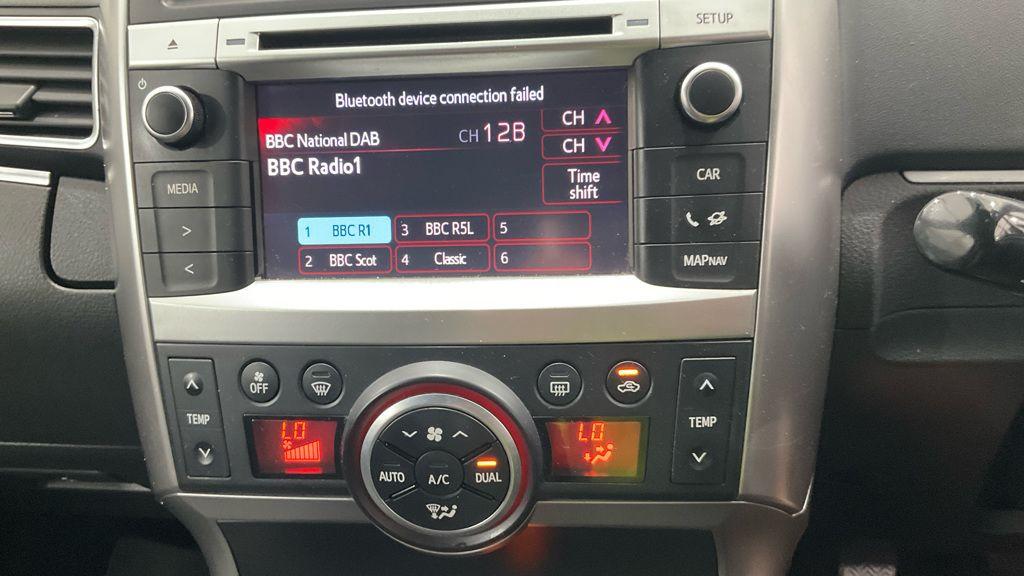 SETUP
Bluetooth device connection failed
BBC National DAB CH 12B CH
BBC Radio1 CH
Time
shift
1 BBC R1 3 BBC R5L 5
2 BBC Scot 4 Classic 6
MEDIA
>
<
CAR
MAPNAV
OFF
TEMP
LO
LO
TEMP
AUTO A/C DUAL